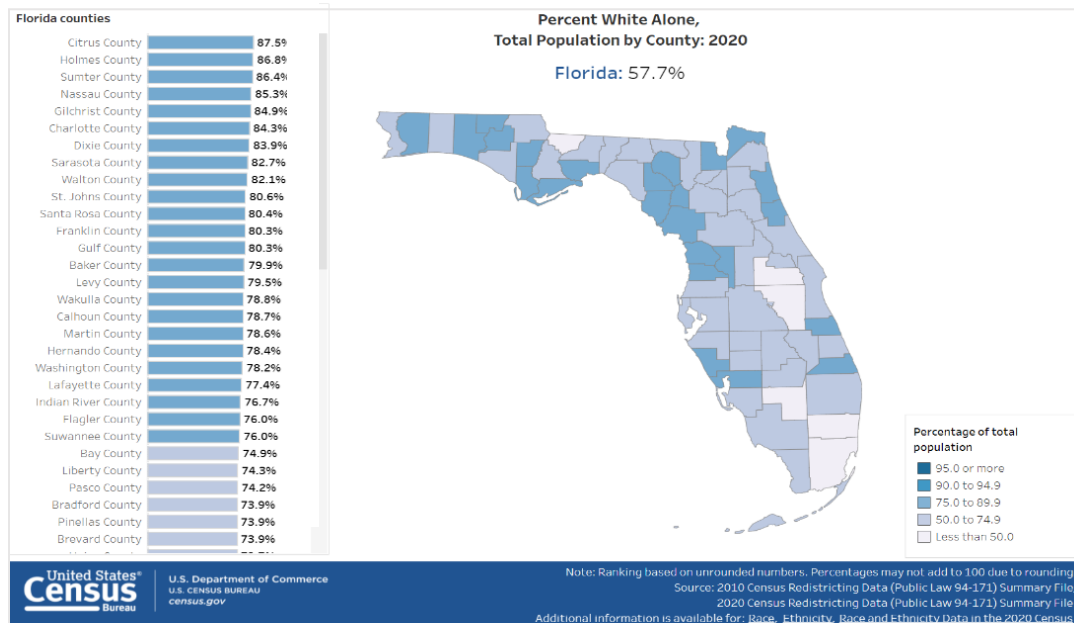 Florida counties
Citrus County 87.5%
Holmes County 86.8%
Sumter County 86.4%
Nassau County 85.3%
Gilchrist County 84.9%
Charlotte County 84.3%
Dixie County 83.9%
Sarasota County 82.7%
Walton County 82.1%
St. Johns County 80.6%
Santa Rosa County 80.4%
Franklin County 80.3%
Gulf County 80.3%
Baker County 79.9%
Levy County 79.5%
Wakulla County 78.8%
Calhoun County 78.7%
Martin County 78.6%
Hernando County 78.4%
Washington County 78.2%
Lafayette County 77.4%
Indian River County 76.7%
Flagler County 76.0%
Suwannee County 76.0%
Bay County 74.9%
Liberty County 74.3%
Pasco County 74.2%
Bradford County 73.9%
Pinellas County 73.9%
Brevard County 73.9%
Percent White Alone,
Total Population by County: 2020
Florida: 57.7%
Percentage of total
population
95.0 or more
90.0 to 94.9
75.0 to 89.9
50.0 to 74.9
Less than 50.0
United States®
Census
Bureau
U.S. Department of Commerce
U.S. CENSUS BUREAU
census.gov
Note: Ranking based on unrounded numbers. Percentages may not add to 100 due to rounding
Source: 2010 Census Redistricting Data (Public Law 94-171) Summary File
2020 Census Redistricting Data (Public Law 94-171) Summary File
Additional information is available for: Race, Ethnicity, Race and Ethnicity Data in the 2020 Census